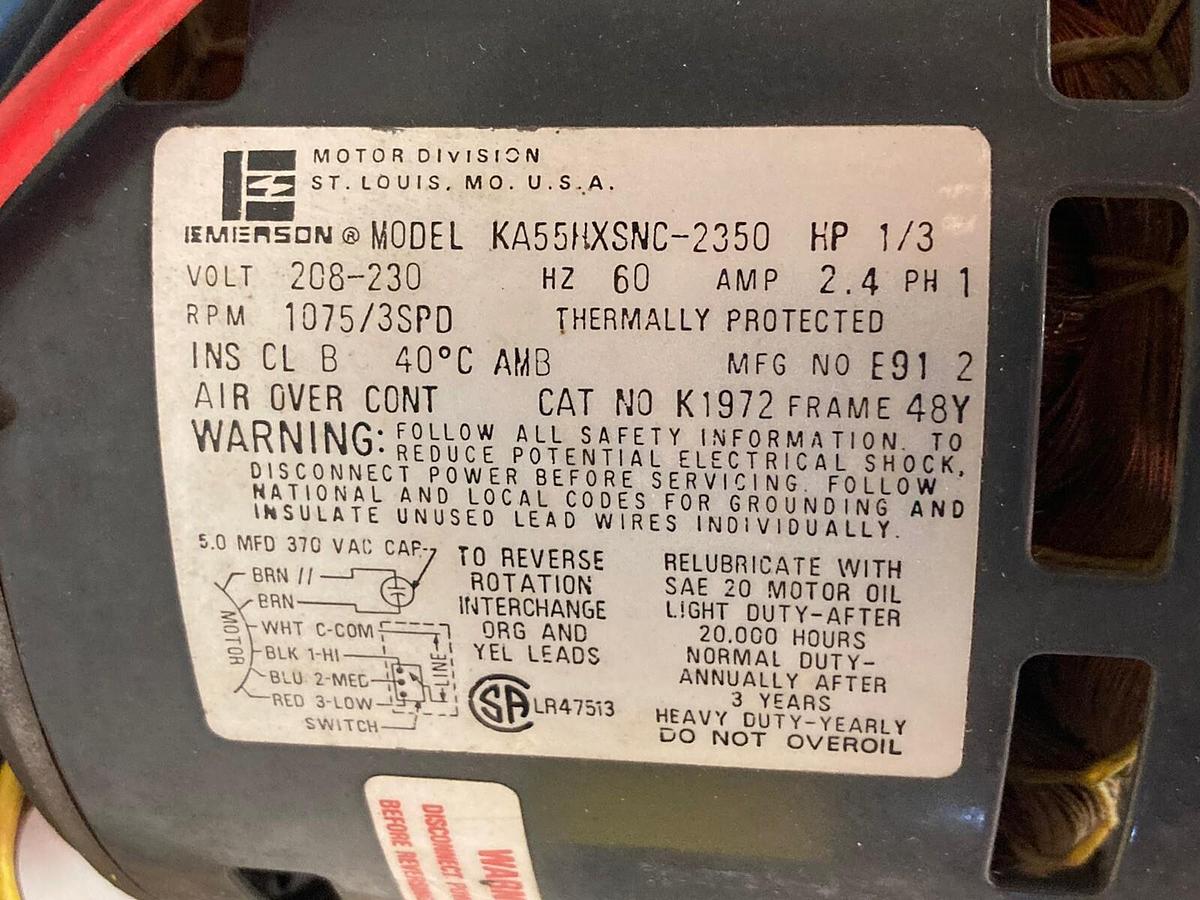 MOTOR DIVISION
ST. LOUIS, MO. U.S.A.
EMERSON ® MODEL KA55HXSNC-2350 HP 1/3
VOLT 208-230 HZ 60 AMP 2.4 PH 1
RPM 1075/3SPD THERMALLY PROTECTED
INS CL B 40°C AMB MFG NO E91 2
AIR OVER CONT CAT NO K1972 FRAME 48Y
WARNING: FOLLOW ALL SAFETY INFORMATION. TO
REDUCE POTENTIAL ELECTRICAL SHOCK,
DISCONNECT POWER BEFORE SERVICING. FOLLOW
NATIONAL AND LOCAL CODES FOR GROUNDING AND
INSULATE UNUSED LEAD WIRES INDIVIDUALLY.
5.0 MFD 370 VAC CAP.
BRN //
BRN
WHT C-COM
BLK 1-HI
BLU 2-MED
RED 3-LOW
SWITCH
MOTOR
LINE
TO REVERSE
ROTATION
INTERCHANGE
ORG AND
YEL LEADS
SA LR47513
RELUBRICATE WITH
SAE 20 MOTOR OIL
LIGHT DUTY-AFTER
20,000 HOURS
NORMAL DUTY-
ANNUALLY AFTER
3 YEARS
HEAVY DUTY-YEARLY
DO NOT OVEROIL
DISCONNECT
BEFORE